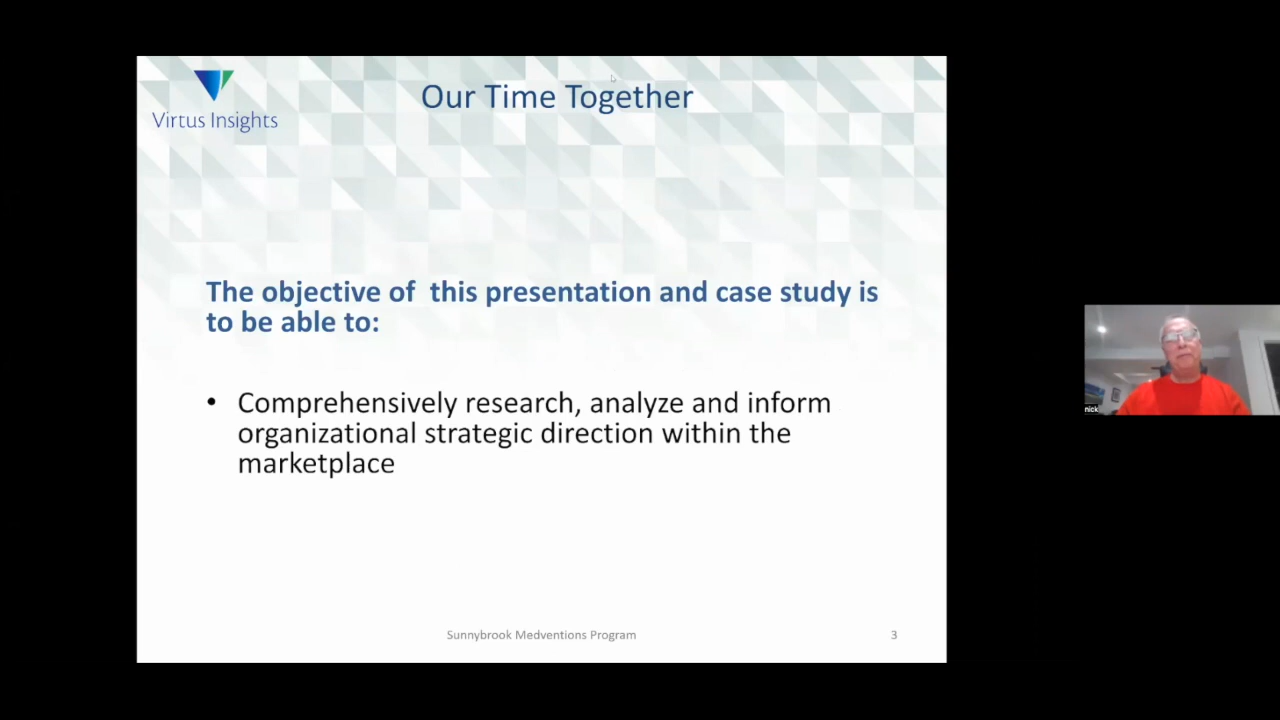 Virtus Insights
Our Time Together
The objective of  this presentation and case study is
to be able to:
• Comprehensively research, analyze and inform
organizational strategic direction within the
marketplace
Sunnybrook Medventions Program
3
nick